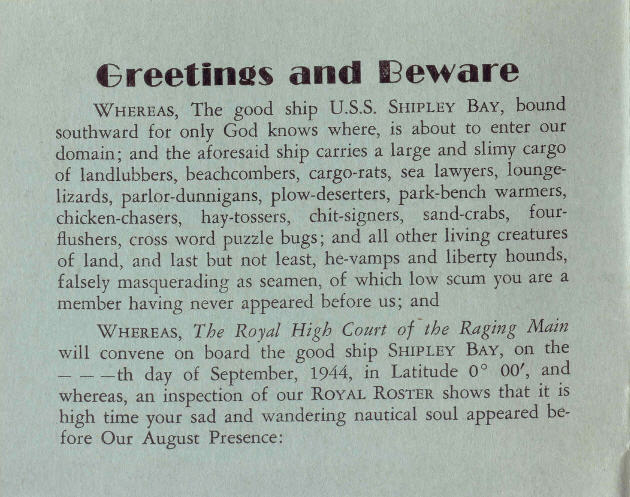 Greetings and Beware
WHEREAS, The good ship U.S.S. SHIPLEY BAY, bound
southward for only God knows where, is about to enter our
domain; and the aforesaid ship carries a large and slimy cargo
of landlubbers, beachcombers, cargo-rats, sea lawyers, lounge-
lizards, parlor-dunnigans, plow-deserters, park-bench warmers,
chicken-chasers, hay-tossers, chit-signers, sand-crabs, four-
flushers, cross word puzzle bugs; and all other living creatures
of land, and last but not least, he-vamps and liberty hounds,
falsely masquerading as seamen, of which low scum you are a
member having never appeared before us; and
WHEREAS, The Royal High Court of the Raging Main
will convene on board the good ship SHIPLEY BAY, on the
— — —th day of September, 1944, in Latitude 0° 00′, and
whereas, an inspection of our ROYAL ROSTER shows that it is
high time your sad and wandering nautical soul appeared be-
fore Our August Presence: